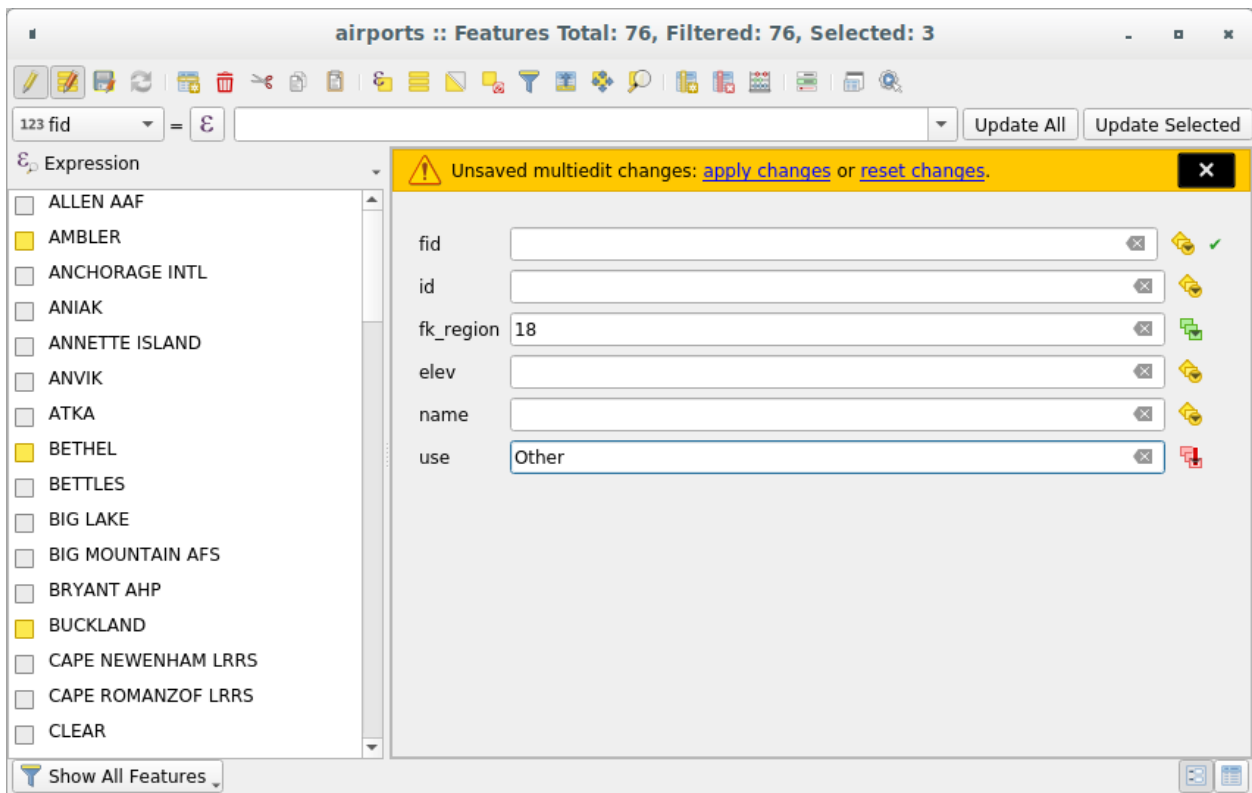 airports :: Features Total: 76, Filtered: 76, Selected: 3
123 fid = ε Update All Update Selected
ε Expression
Unsaved multiedit changes: apply changes or reset changes.
ALLEN AAF
AMBLER
ANCHORAGE INTL
ANIAK
ANNETTE ISLAND
ANVIK
ATKA
BETHEL
BETTLES
BIG LAKE
BIG MOUNTAIN AFS
BRYANT AHP
BUCKLAND
CAPE NEWENHAM LRRS
CAPE ROMANZOF LRRS
CLEAR
fid
id
fk_region 18
elev
name
use Other
Show All Features